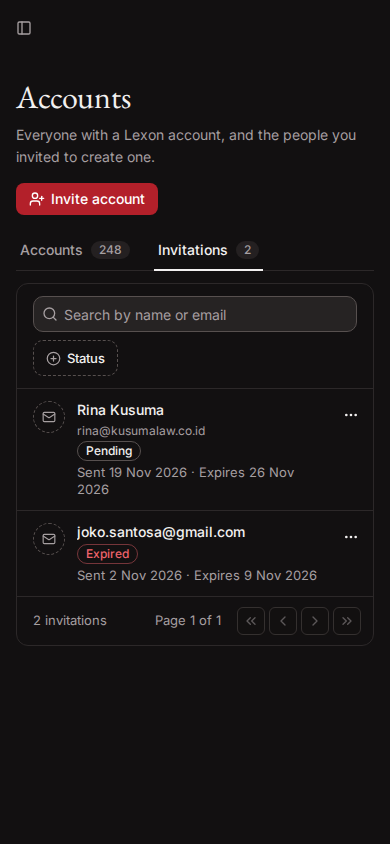 Accounts
Everyone with a Lexon account, and the people you
invited to create one.
Invite account
Accounts 248 Invitations 2
Search by name or email
Status
Rina Kusuma
rina@kusumalaw.co.id
Pending
Sent 19 Nov 2026 · Expires 26 Nov
2026
joko.santosa@gmail.com
Expired
Sent 2 Nov 2026 · Expires 9 Nov 2026
2 invitations Page 1 of 1